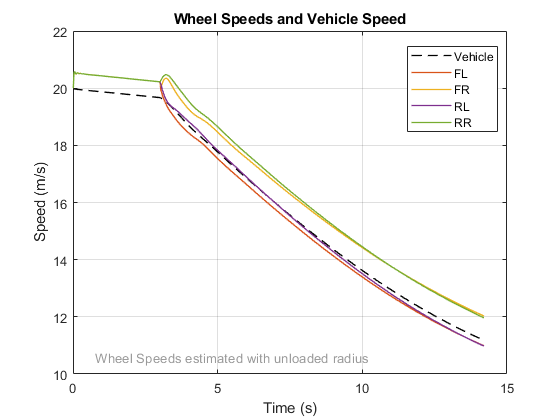 Wheel Speeds and Vehicle Speed
22
20
18
16
14
12
10
Speed (m/s)
Vehicle
FL
FR
RL
RR
Wheel Speeds estimated with unloaded radius
0
5
10
15
Time (s)